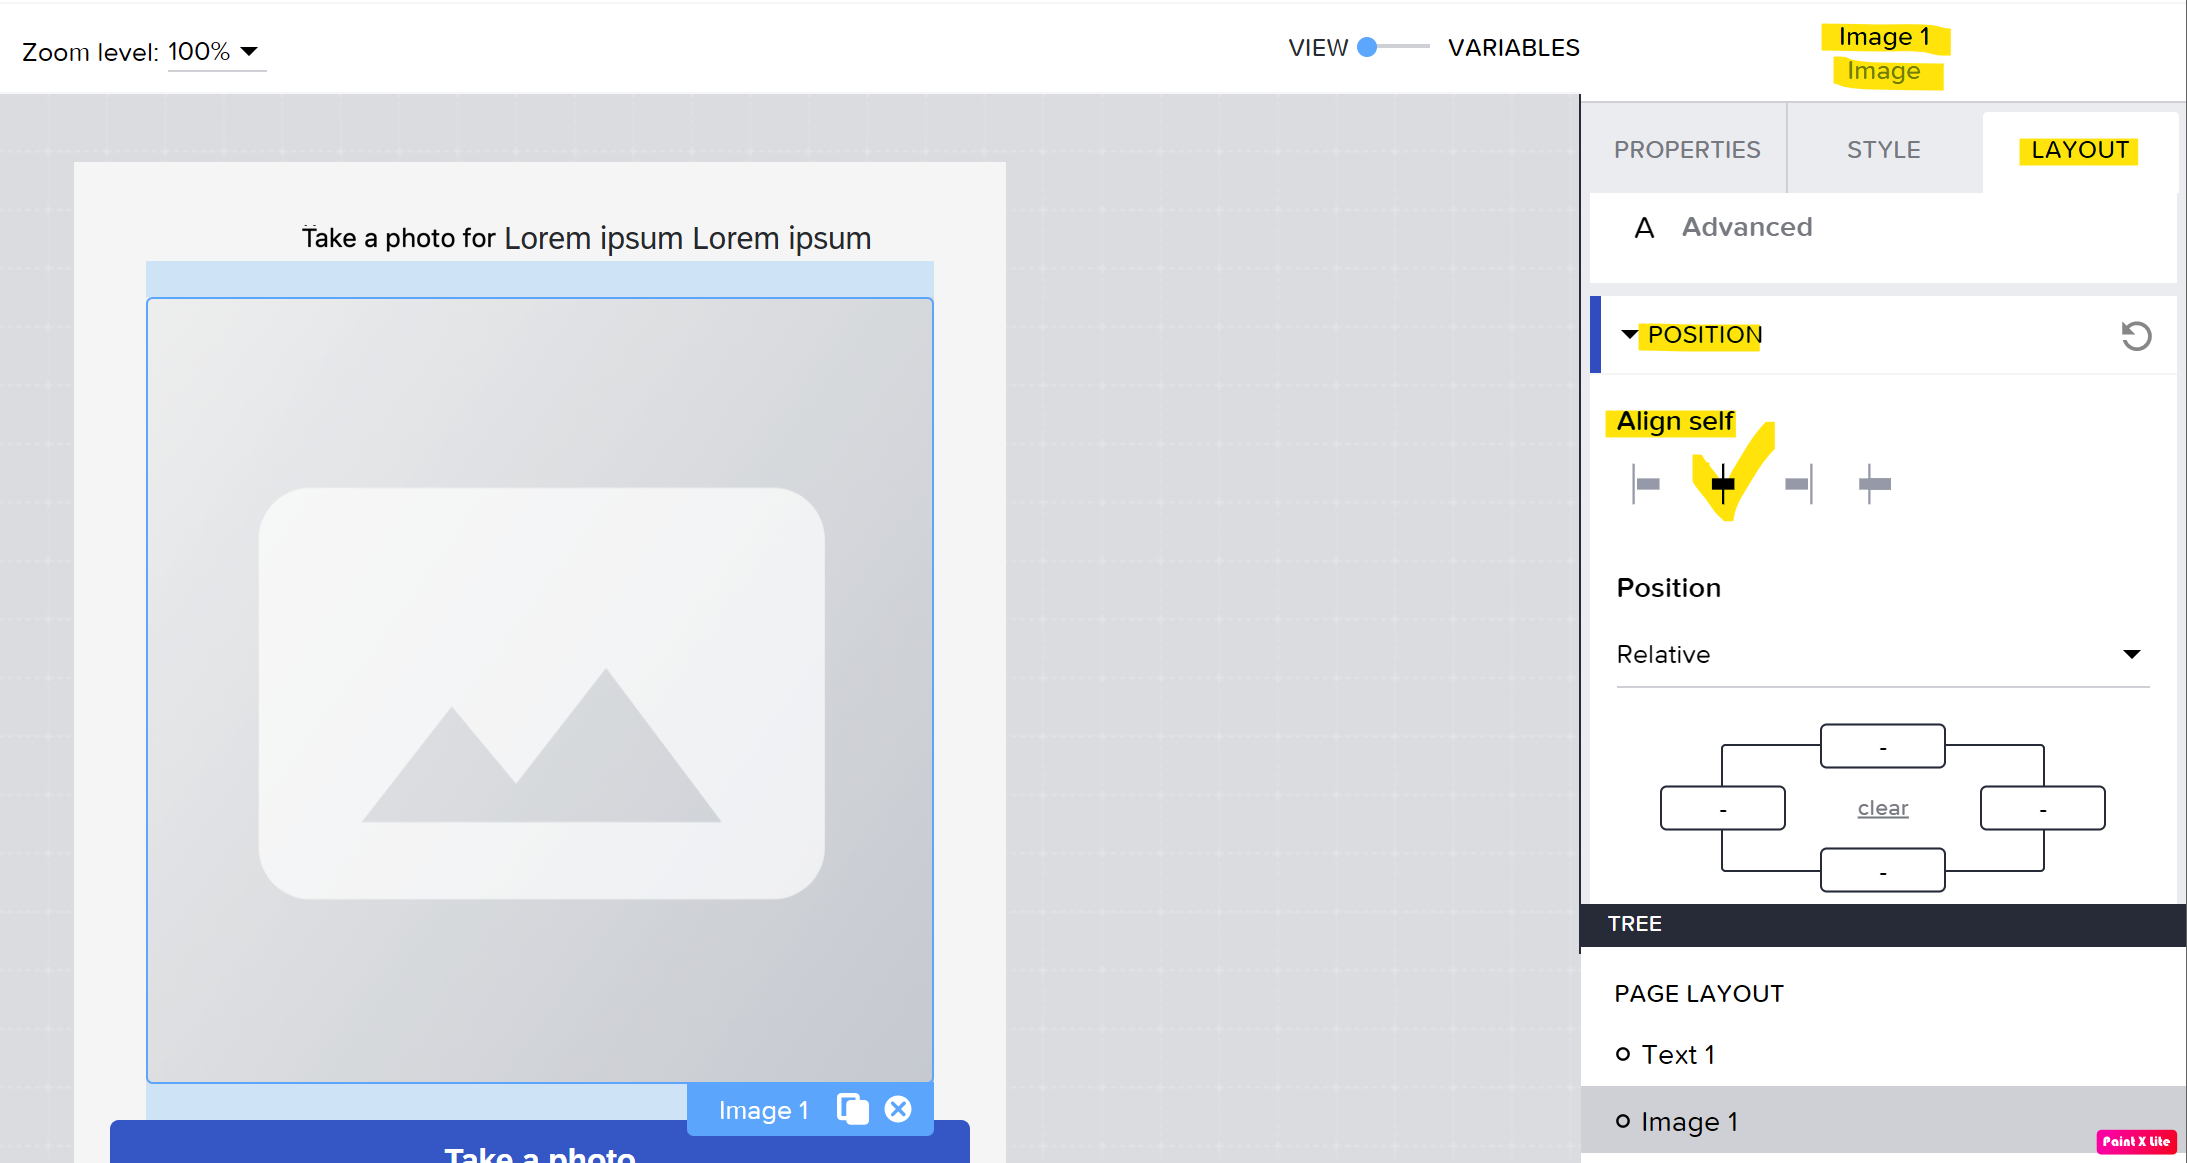 Zoom level: 100%
VIEW VARIABLES
Image 1
Image
PROPERTIES STYLE LAYOUT
A Advanced
POSITION
Align self
Position
Relative
-
- clear -
-
TREE
PAGE LAYOUT
Text 1
Image 1
Take a photo for Lorem ipsum Lorem ipsum
Image 1
Take a photo
Paint X Lite